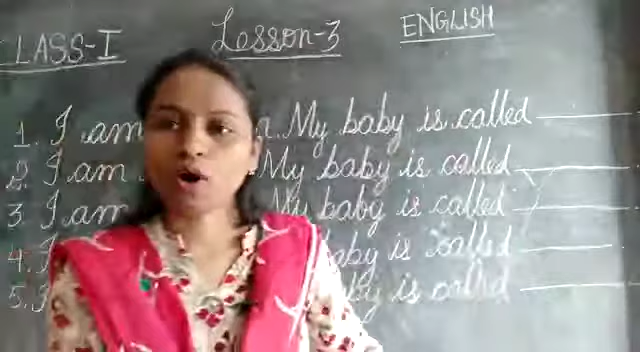 LASS-I Lesson-3 ENGLISH
1. I am My baby is called
2. I am My baby is called
3. I am My baby is called
4. I baby is called
5. I baby is called